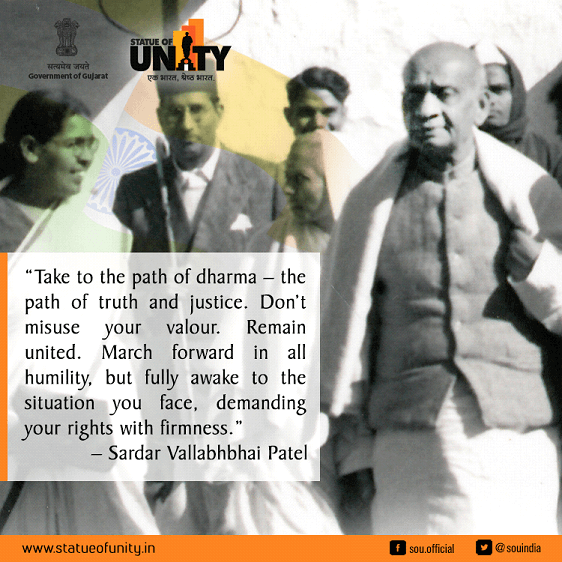 सत्यमेव जयते
Government of Gujarat
STATUE OF
UNITY
एक भारत, श्रेष्ठ भारत.
“Take to the path of dharma – the
path of truth and justice. Don’t
misuse your valour. Remain
united. March forward in all
humility, but fully awake to the
situation you face, demanding
your rights with firmness.”
– Sardar Vallabhbhai Patel
www.statueofunity.in
sou.official
@souindia